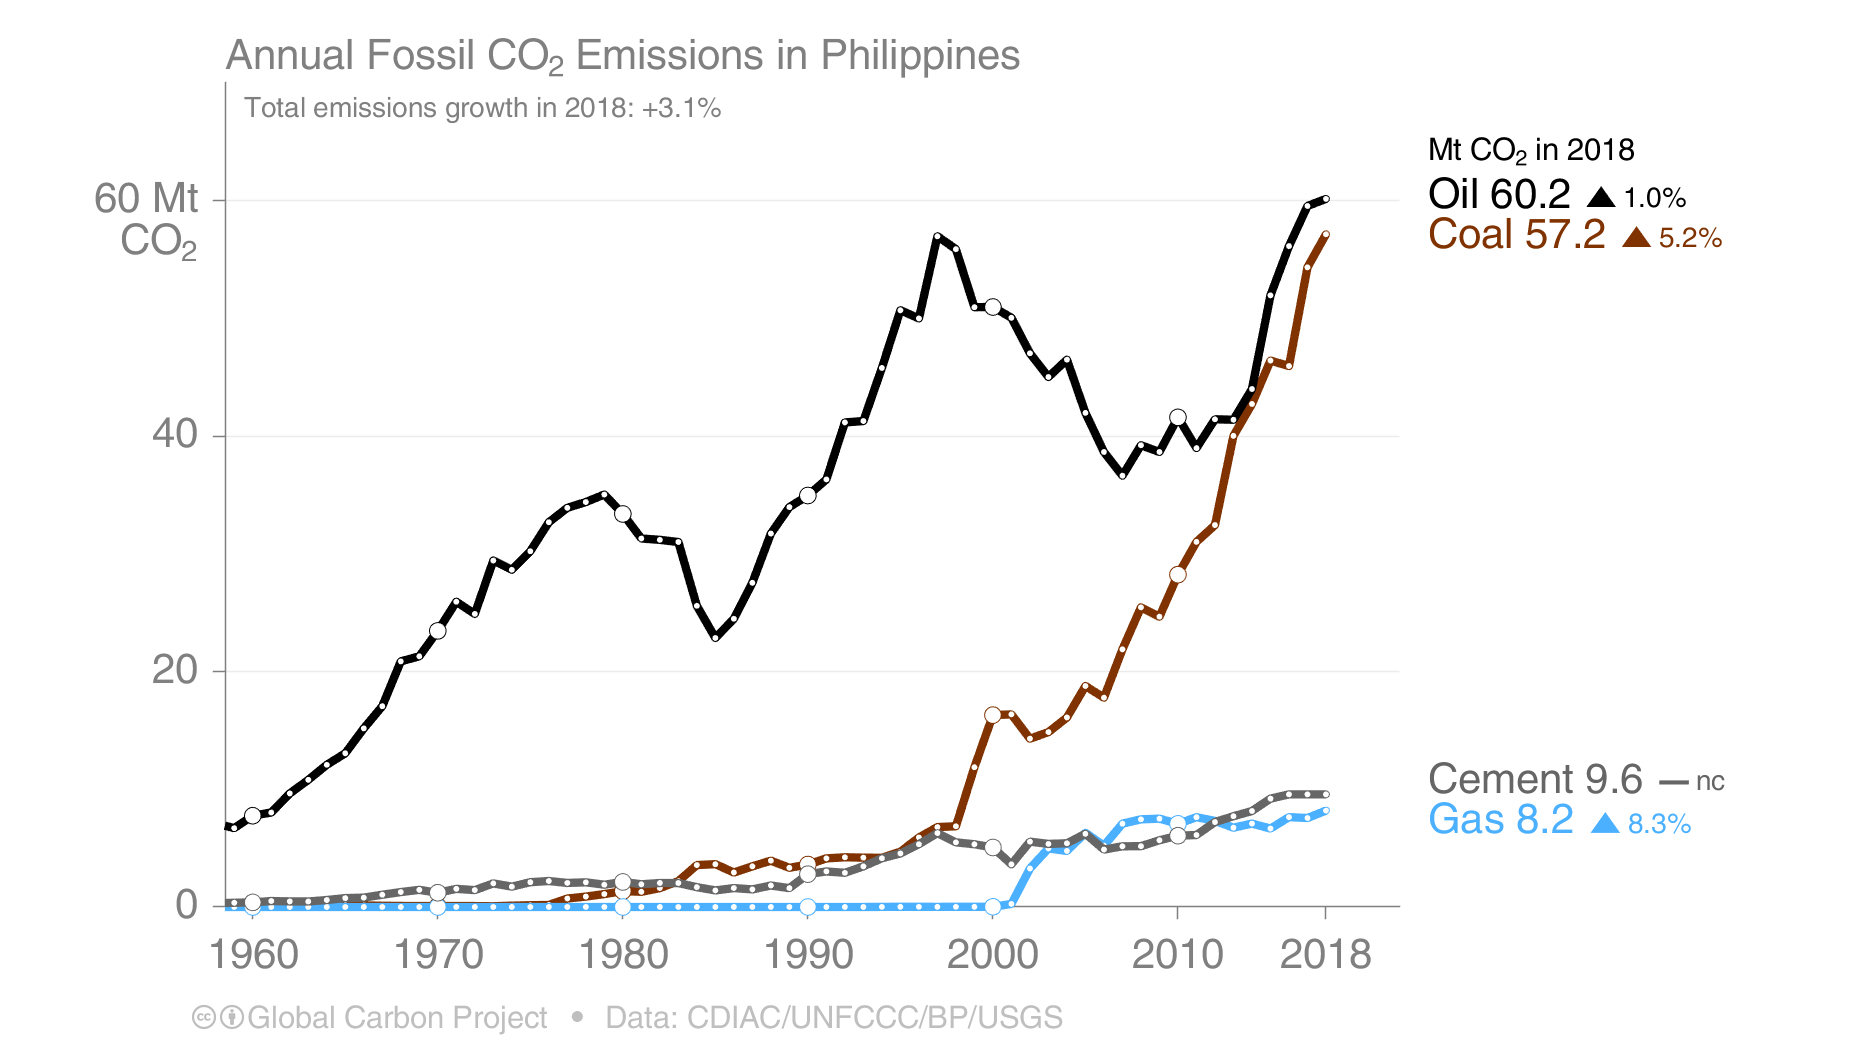 Annual Fossil CO₂ Emissions in Philippines
Total emissions growth in 2018: +3.1%
60 Mt
CO₂
40
20
0
1960 1970 1980 1990 2000 2010 2018
Mt CO₂ in 2018
Oil 60.2 ▲ 1.0%
Coal 57.2 ▲ 5.2%
Cement 9.6 — nc
Gas 8.2 ▲ 8.3%
cc Global Carbon Project • Data: CDIAC/UNFCCC/BP/USGS